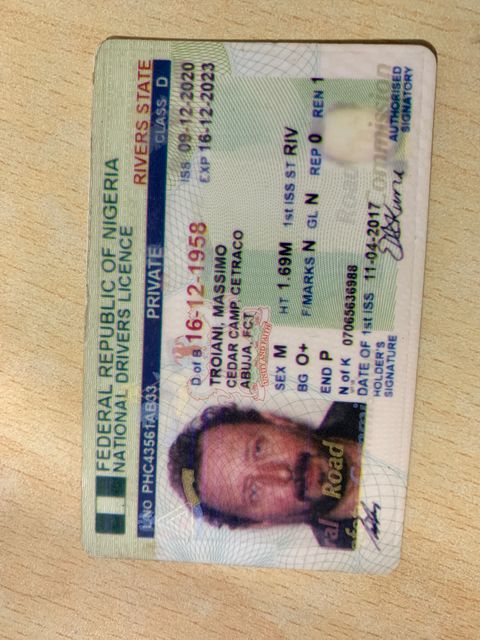 FEDERAL REPUBLIC OF NIGERIA
NATIONAL DRIVERS LICENCE
RIVERS STATE
L/NO PHC43561AB33 PRIVATE CLASS D
D of B 16-12-1958 ISS 09-12-2020
EXP 16-12-2023
TROIANI, MASSIMO
CEDAR CAMP, CETRACO
ABUJA, FCT
UNITY AND FAITH
SEX M HT 1.69M 1st ISS ST RIV
BG O+ F/MARKS N GL N REP 0 REN 1
END P
Road
N of K 07065636988
DATE OF 1st ISS 11-04-2017
HOLDER'S
SIGNATURE
Commission
AUTHORISED
SIGNATORY